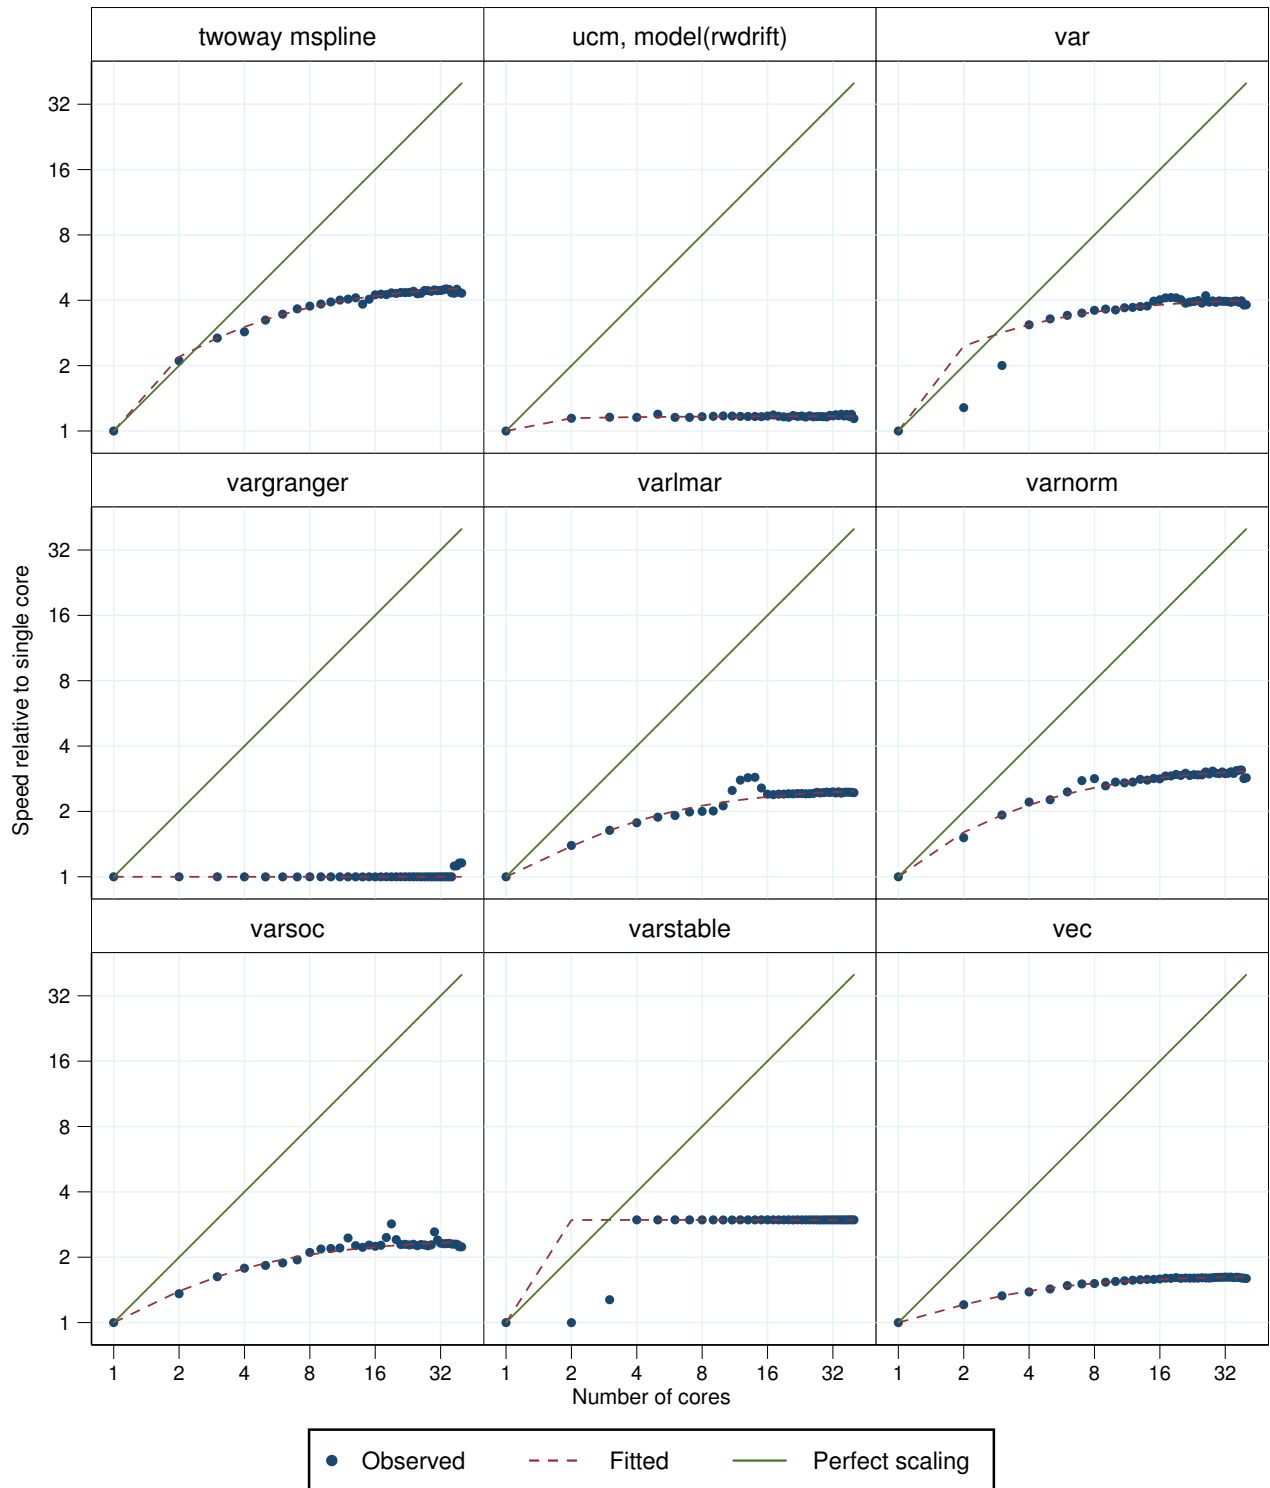 twoway mspline
ucm, model(rwdrift)
var
32
16
8
4
2
1
vargranger
varlmar
varnorm
32
16
8
4
2
1
varsoc
varstable
vec
32
16
8
4
2
1
1 2 4 8 16 32
1 2 4 8 16 32
1 2 4 8 16 32
Speed relative to single core
Number of cores
Observed
Fitted
Perfect scaling